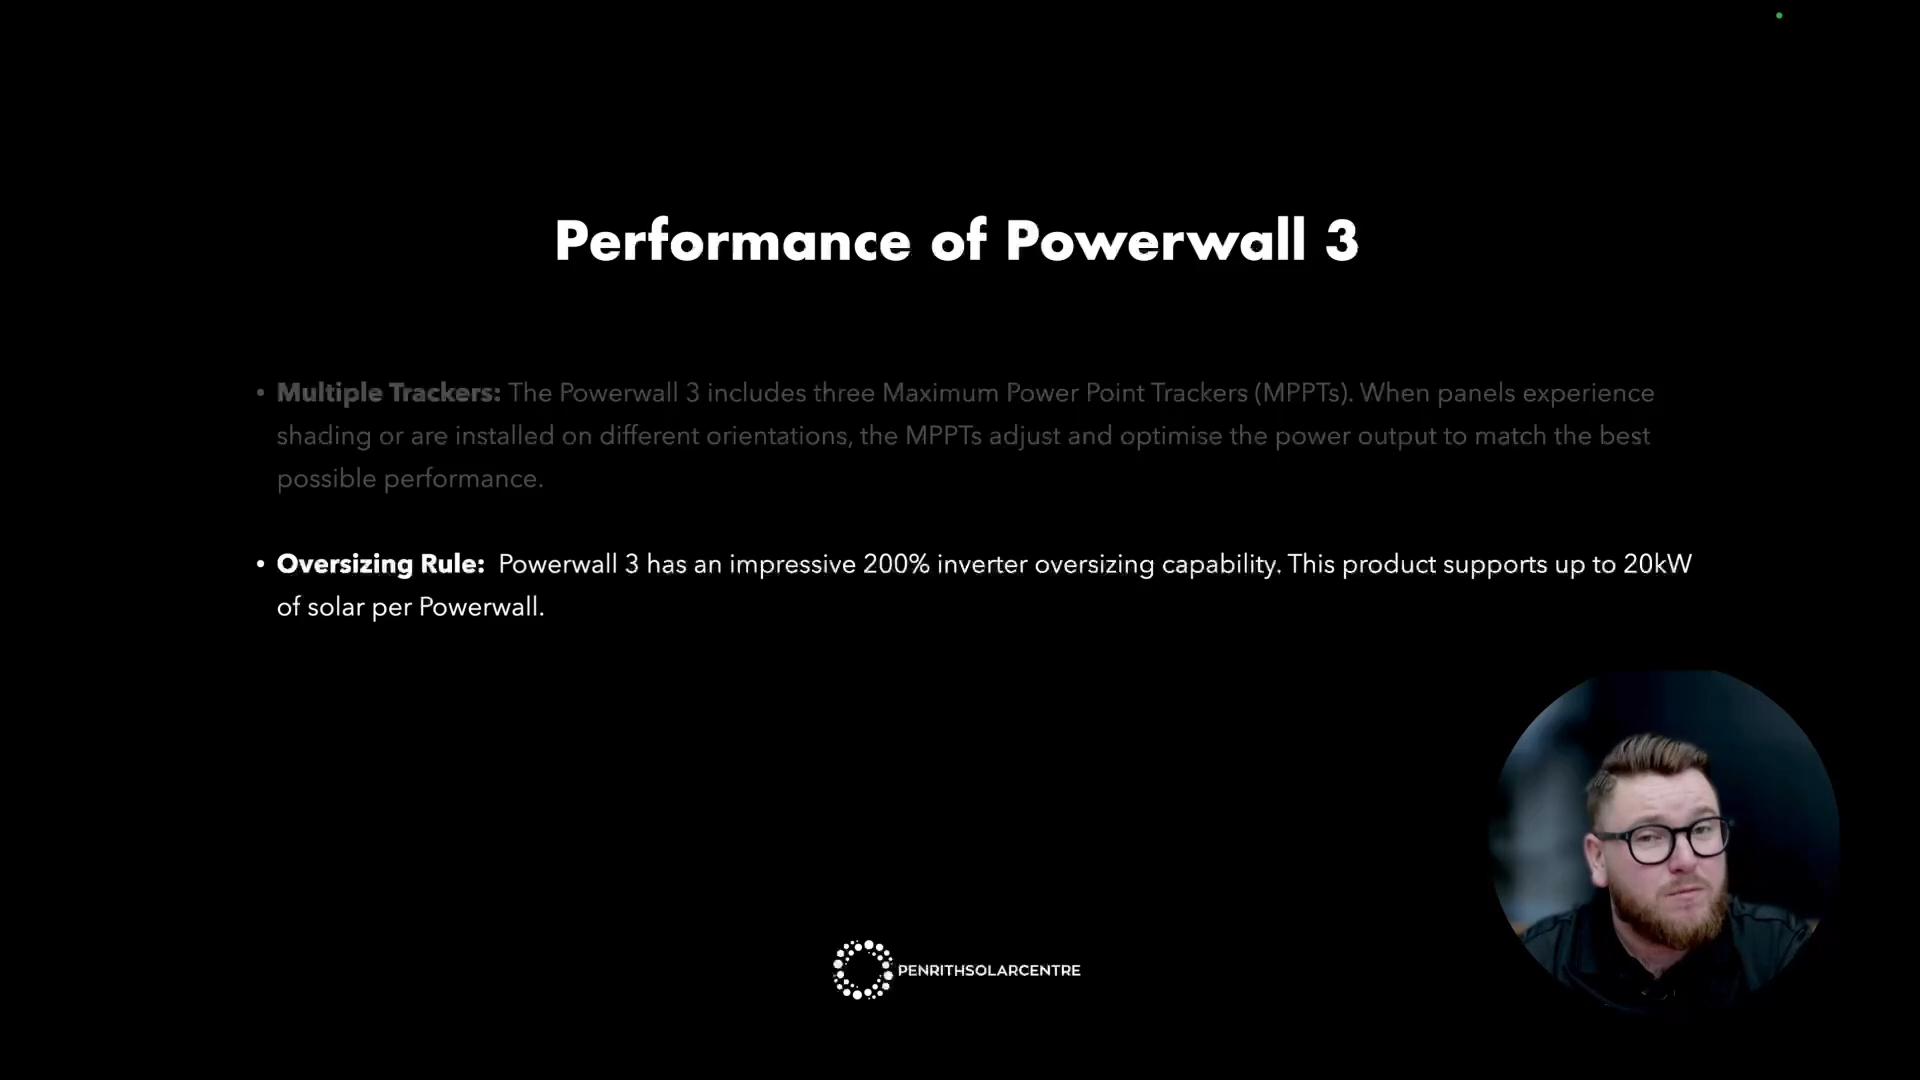 Performance of Powerwall 3
• Multiple Trackers: The Powerwall 3 includes three Maximum Power Point Trackers (MPPTs). When panels experience
shading or are installed on different orientations, the MPPTs adjust and optimise the power output to match the best
possible performance.
• Oversizing Rule: Powerwall 3 has an impressive 200% inverter oversizing capability. This product supports up to 20kW
of solar per Powerwall.
PENRITHSOLARCENTRE